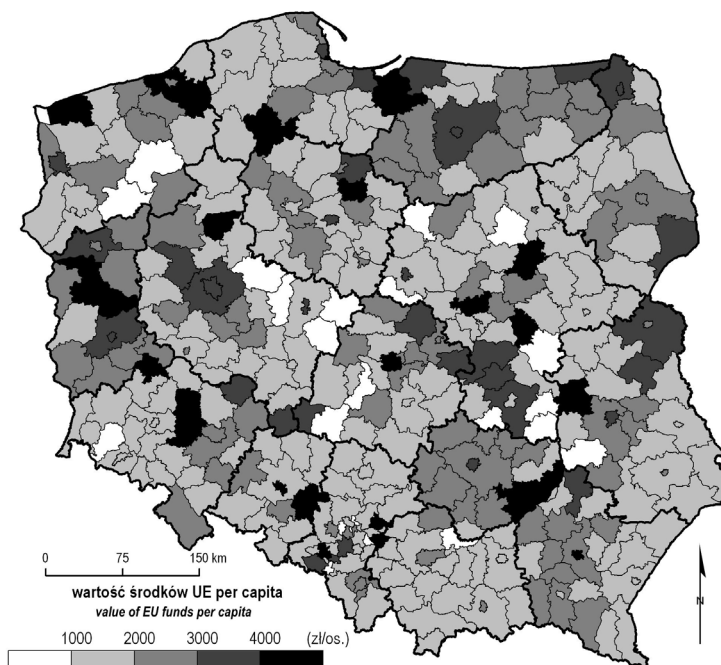 N
0 75 150 km
wartość środków UE per capita
value of EU funds per capita
1000 2000 3000 4000 (zł/os.)